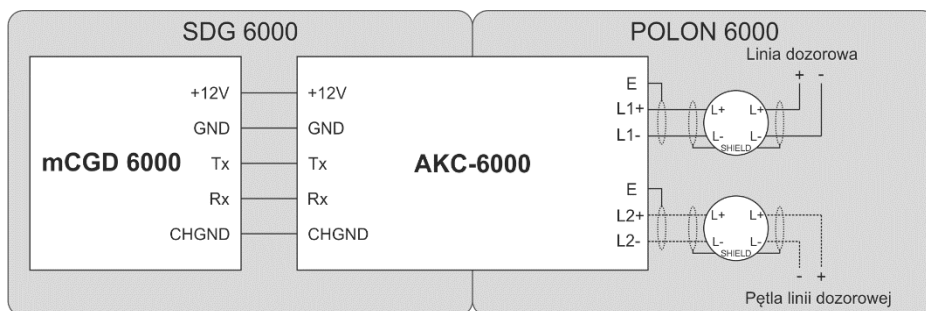 SDG 6000
POLON 6000
Linia dozorowa
+ -
mCGD 6000
+12V
GND
Tx
Rx
CHGND
AKC-6000
+12V
GND
Tx
Rx
CHGND
E
L1+
L1-
L+ L+
L- L-
SHIELD
E
L2+
L2-
L+ L+
L- L-
SHIELD
- +
Pętla linii dozorowej